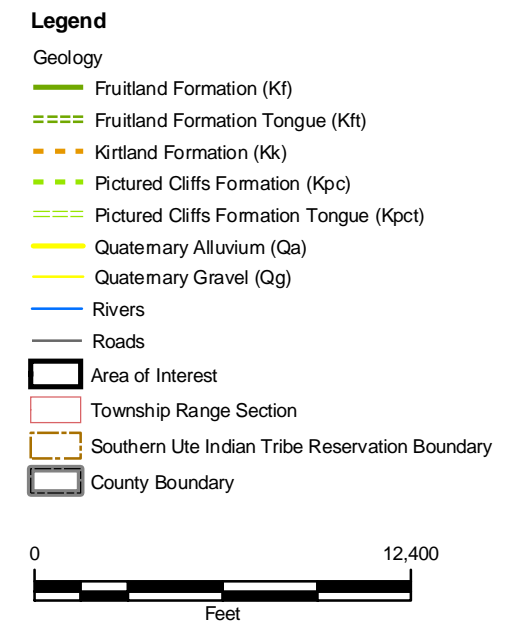 Legend
Geology
Fruitland Formation (Kf)
Fruitland Formation Tongue (Kft)
Kirtland Formation (Kk)
Pictured Cliffs Formation (Kpc)
Pictured Cliffs Formation Tongue (Kpct)
Quaternary Alluvium (Qa)
Quaternary Gravel (Qg)
Rivers
Roads
Area of Interest
Township Range Section
Southern Ute Indian Tribe Reservation Boundary
County Boundary
0 12,400
Feet